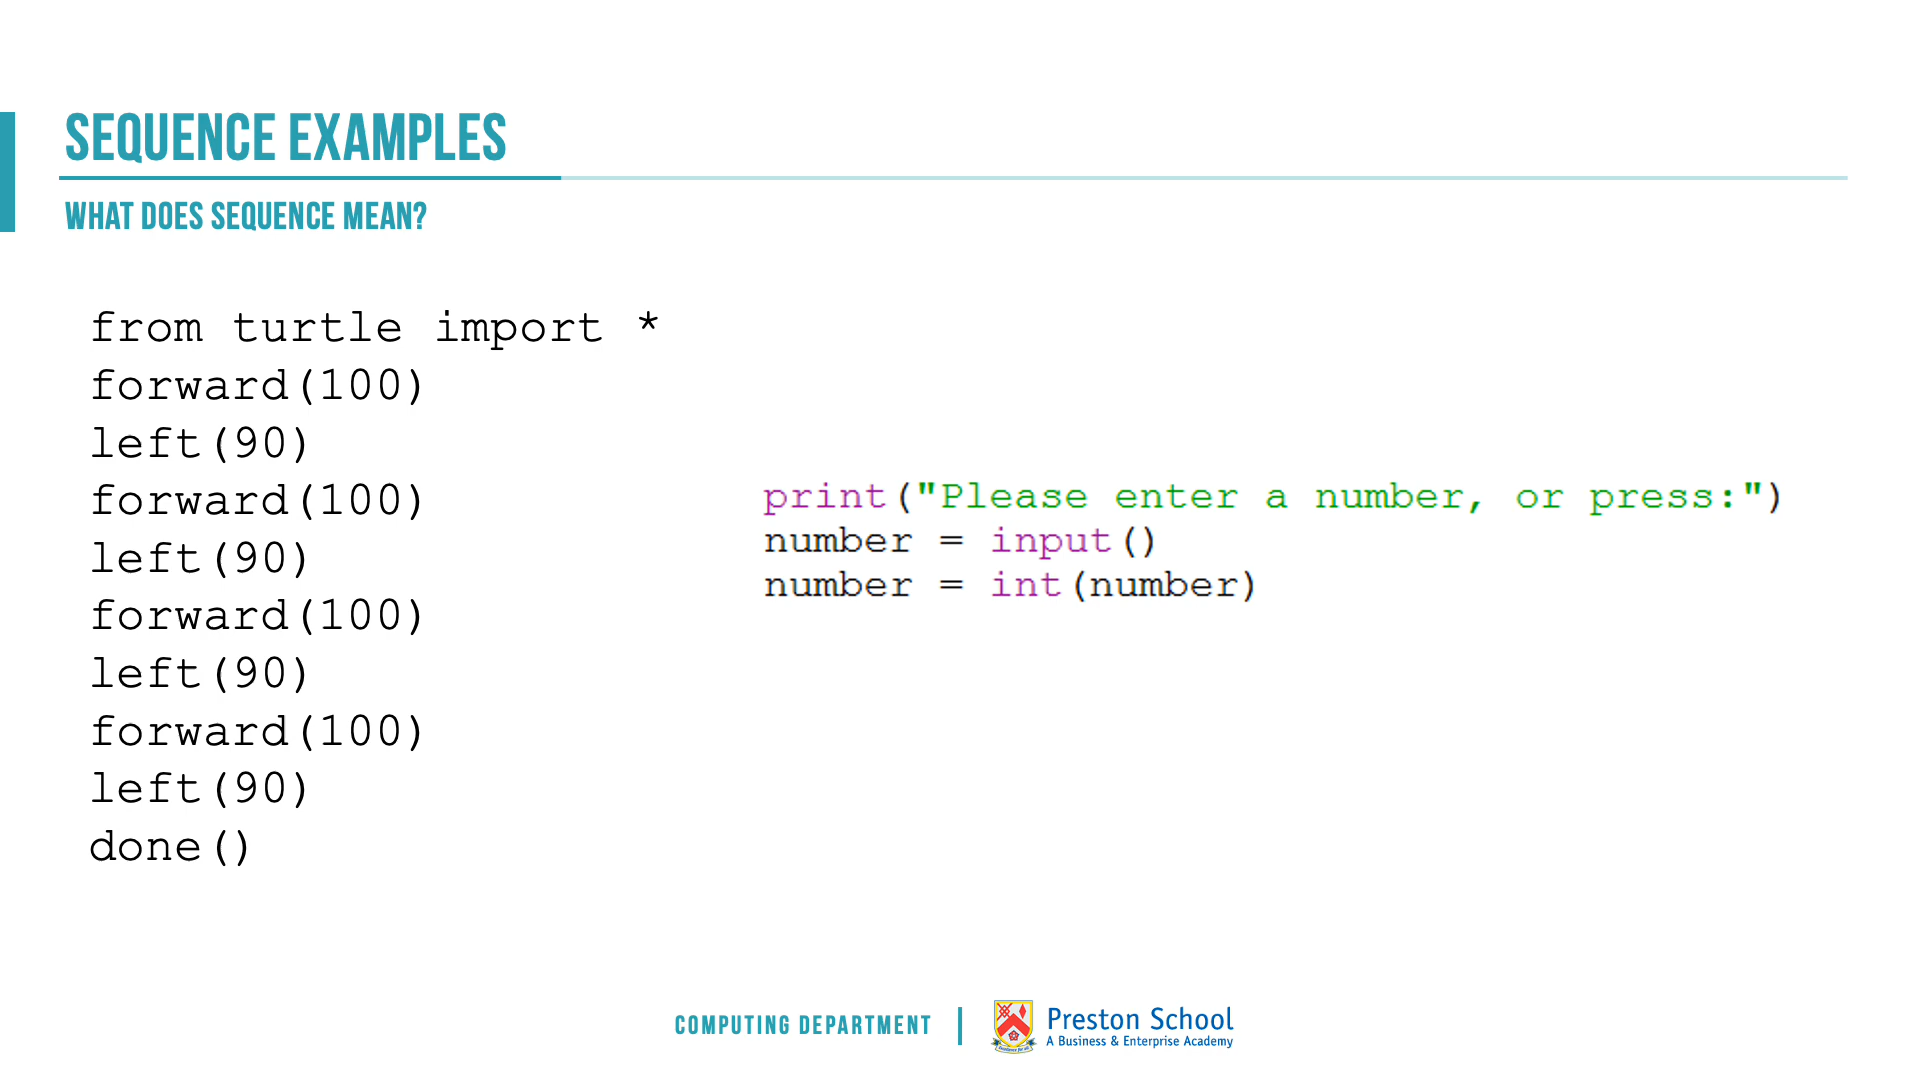 SEQUENCE EXAMPLES
WHAT DOES SEQUENCE MEAN?
from turtle import *
forward(100)
left(90)
forward(100)
left(90)
forward(100)
left(90)
forward(100)
left(90)
done()
print("Please enter a number, or press:")
number = input()
number = int(number)
COMPUTING DEPARTMENT
Preston School
A Business & Enterprise Academy